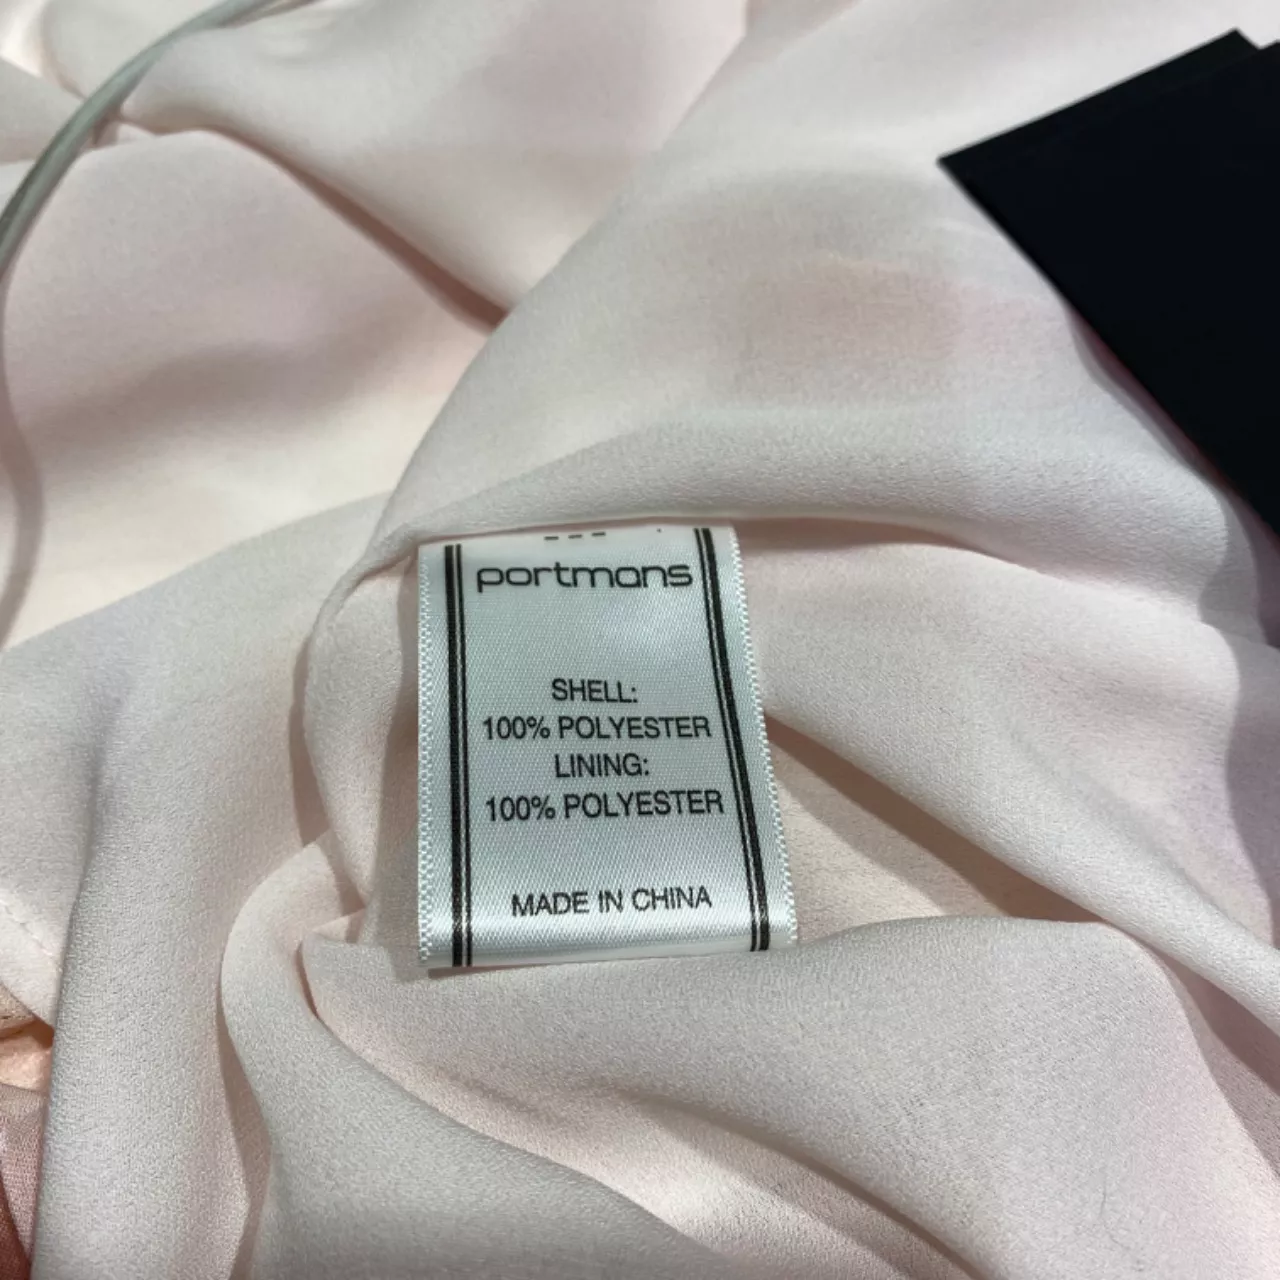 portmans
SHELL:
100% POLYESTER
LINING:
100% POLYESTER
MADE IN CHINA